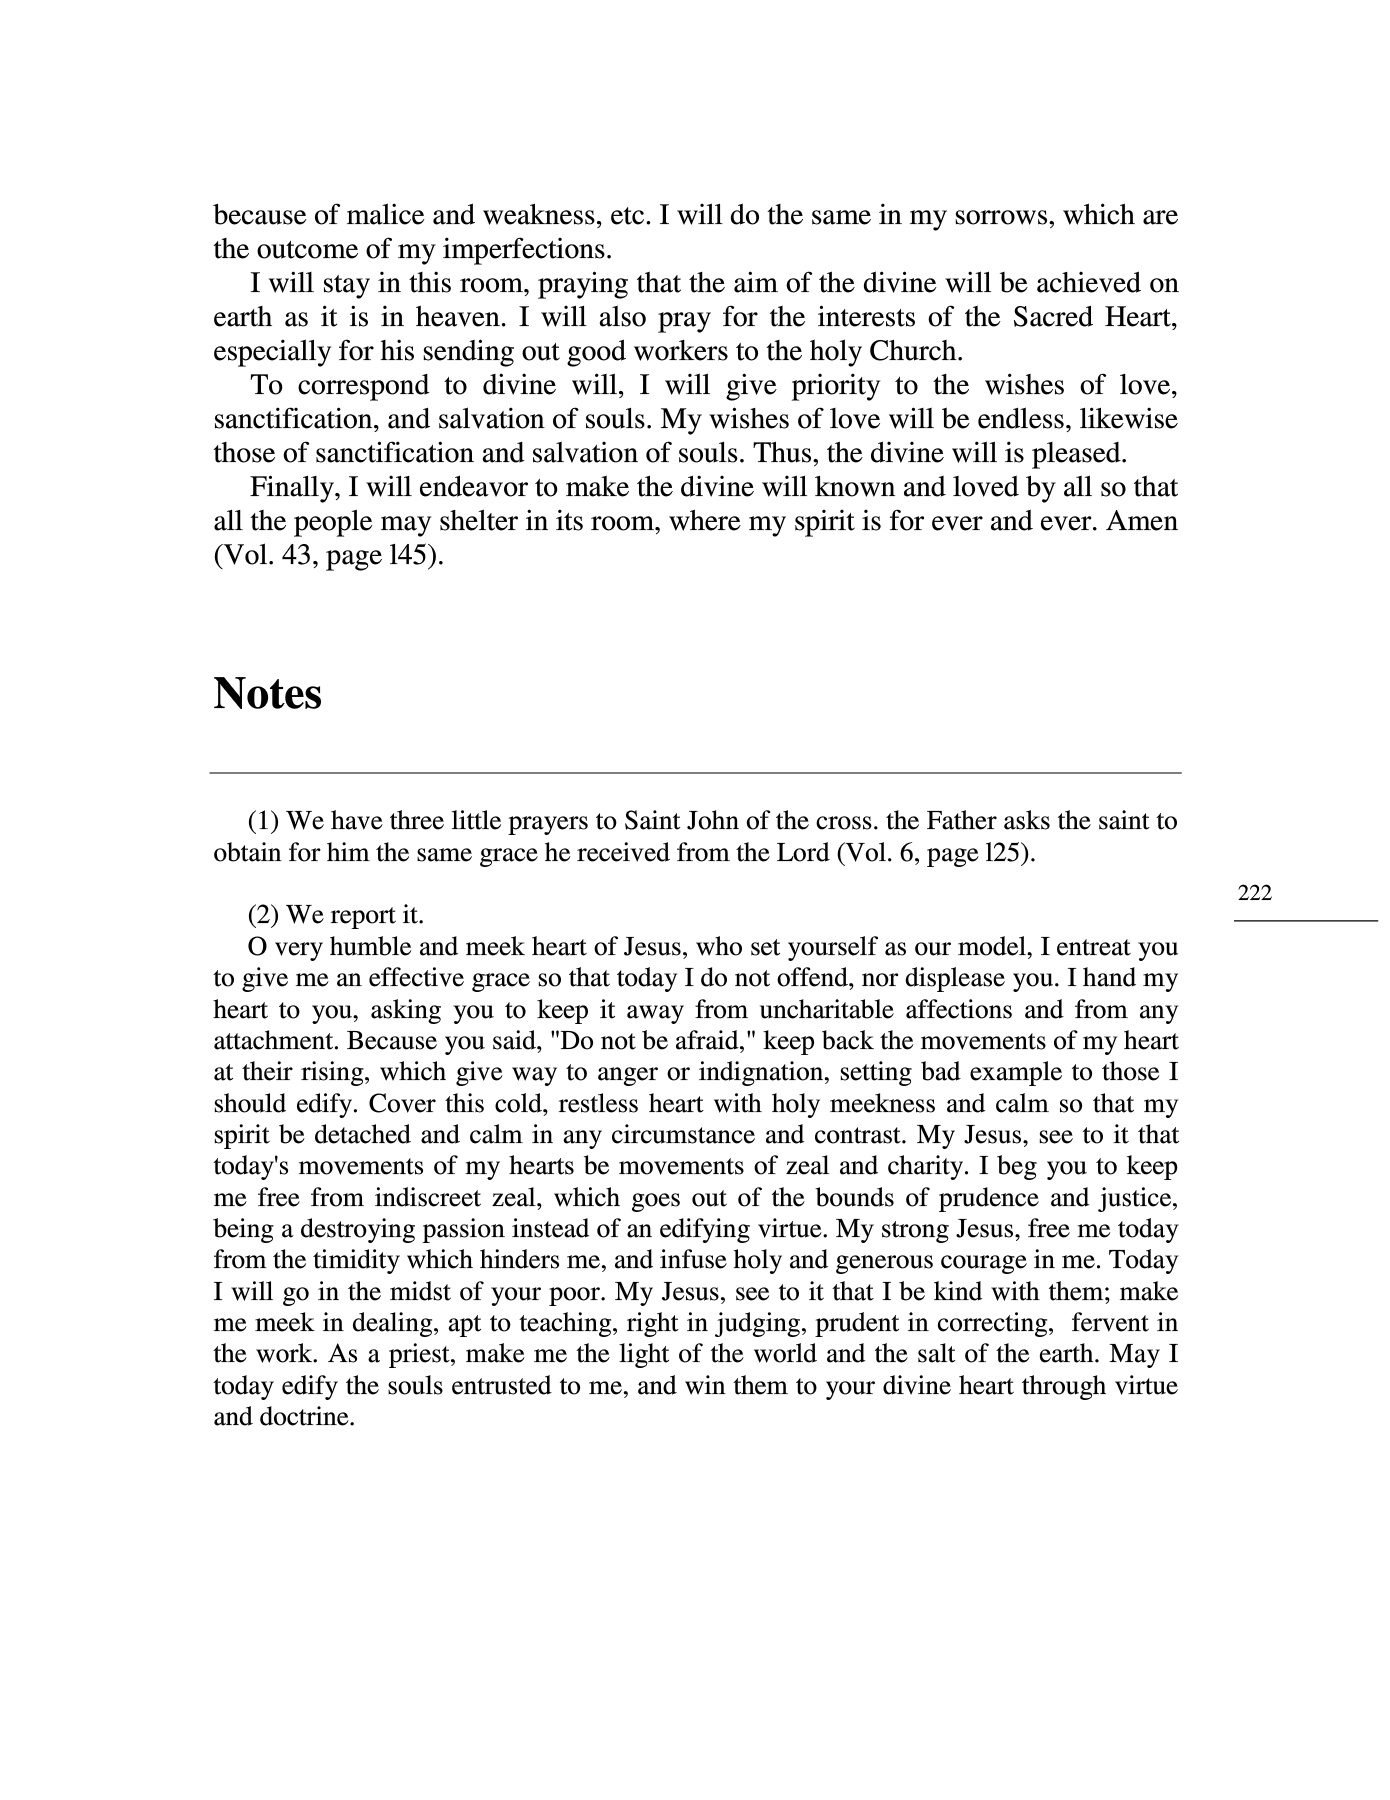 because of malice and weakness, etc. I will do the same in my sorrows, which are
the outcome of my imperfections.
I will stay in this room, praying that the aim of the divine will be achieved on
earth as it is in heaven. I will also pray for the interests of the Sacred Heart,
especially for his sending out good workers to the holy Church.
To correspond to divine will, I will give priority to the wishes of love,
sanctification, and salvation of souls. My wishes of love will be endless, likewise
those of sanctification and salvation of souls. Thus, the divine will is pleased.
Finally, I will endeavor to make the divine will known and loved by all so that
all the people may shelter in its room, where my spirit is for ever and ever. Amen
(Vol. 43, page l45).
Notes
(1) We have three little prayers to Saint John of the cross. the Father asks the saint to
obtain for him the same grace he received from the Lord (Vol. 6, page l25).
222
(2) We report it.
O very humble and meek heart of Jesus, who set yourself as our model, I entreat you
to give me an effective grace so that today I do not offend, nor displease you. I hand my
heart to you, asking you to keep it away from uncharitable affections and from any
attachment. Because you said, "Do not be afraid," keep back the movements of my heart
at their rising, which give way to anger or indignation, setting bad example to those I
should edify. Cover this cold, restless heart with holy meekness and calm so that my
spirit be detached and calm in any circumstance and contrast. My Jesus, see to it that
today's movements of my hearts be movements of zeal and charity. I beg you to keep
me free from indiscreet zeal, which goes out of the bounds of prudence and justice,
being a destroying passion instead of an edifying virtue. My strong Jesus, free me today
from the timidity which hinders me, and infuse holy and generous courage in me. Today
I will go in the midst of your poor. My Jesus, see to it that I be kind with them; make
me meek in dealing, apt to teaching, right in judging, prudent in correcting,  fervent in
the work. As a priest, make me the light of the world and the salt of the earth. May I
today edify the souls entrusted to me, and win them to your divine heart through virtue
and doctrine.